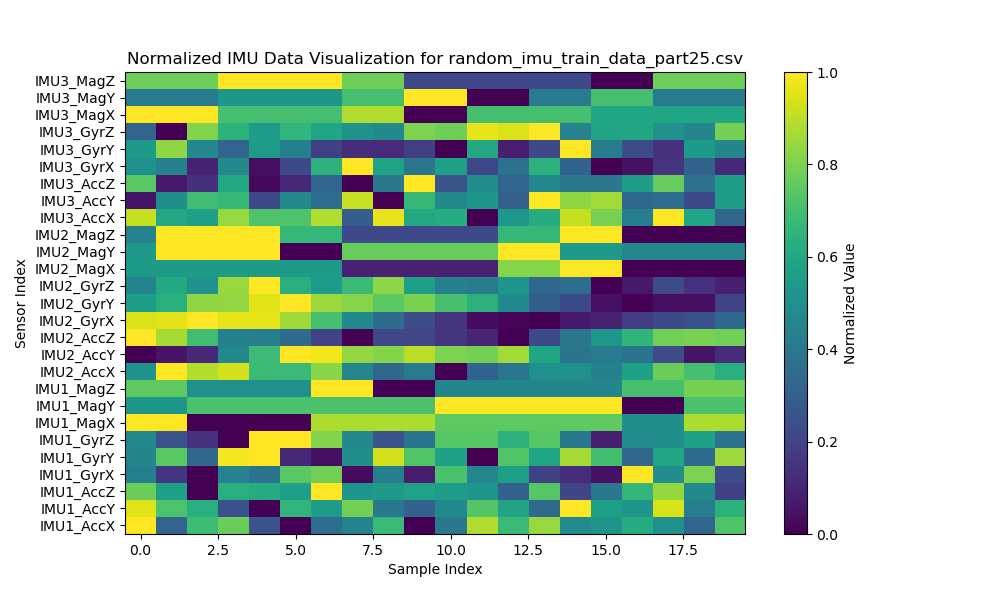 Normalized IMU Data Visualization for random_imu_train_data_part25.csv
IMU3_MagZ
IMU3_MagY
IMU3_MagX
IMU3_GyrZ
IMU3_GyrY
IMU3_GyrX
IMU3_AccZ
IMU3_AccY
IMU3_AccX
IMU2_MagZ
IMU2_MagY
IMU2_MagX
IMU2_GyrZ
IMU2_GyrY
IMU2_GyrX
IMU2_AccZ
IMU2_AccY
IMU2_AccX
IMU1_MagZ
IMU1_MagY
IMU1_MagX
IMU1_GyrZ
IMU1_GyrY
IMU1_GyrX
IMU1_AccZ
IMU1_AccY
IMU1_AccX
Sensor Index
0.0 2.5 5.0 7.5 10.0 12.5 15.0 17.5
Sample Index
1.0
0.8
0.6
0.4
0.2
0.0
Normalized Value